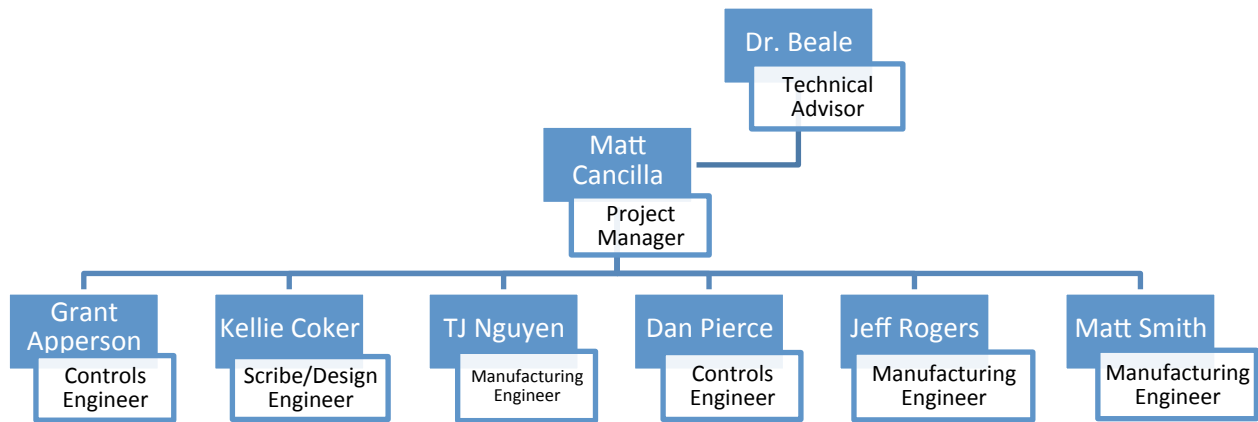 Dr. Beale
Technical
Advisor
Matt
Cancilla
Project
Manager
Grant
Apperson
Controls
Engineer
Kellie Coker
Scribe/Design
Engineer
TJ Nguyen
Manufacturing
Engineer
Dan Pierce
Controls
Engineer
Jeff Rogers
Manufacturing
Engineer
Matt Smith
Manufacturing
Engineer